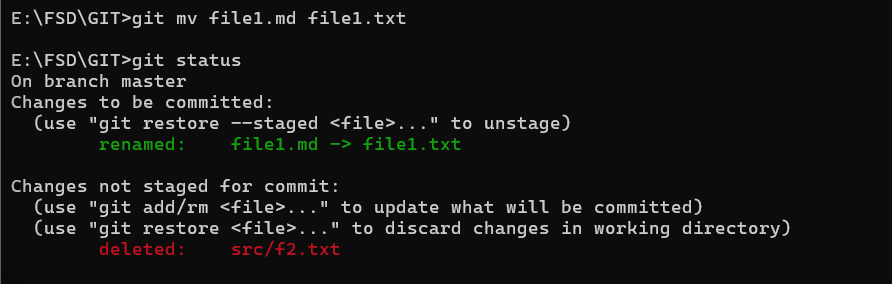 E:\FSD\GIT>git mv file1.md file1.txt
E:\FSD\GIT>git status
On branch master
Changes to be committed:
  (use "git restore --staged <file>..." to unstage)
        renamed:    file1.md -> file1.txt
Changes not staged for commit:
  (use "git add/rm <file>..." to update what will be committed)
  (use "git restore <file>..." to discard changes in working directory)
        deleted:    src/f2.txt